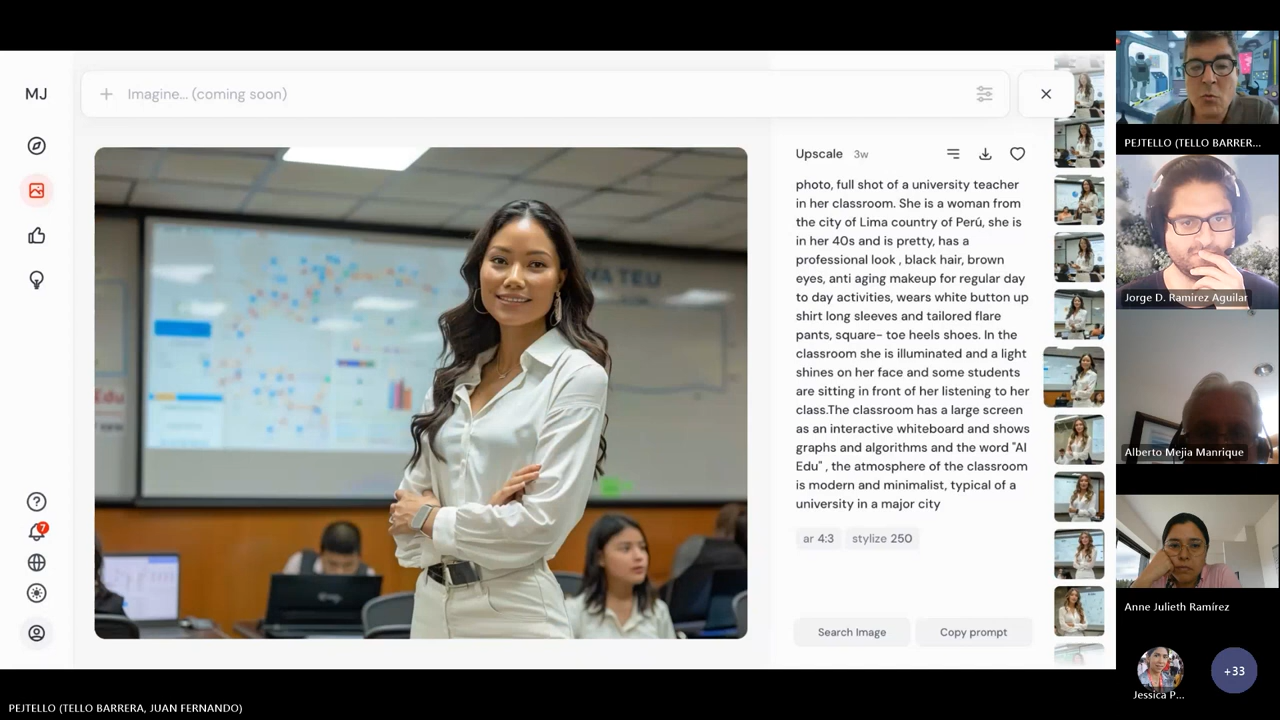 MJ
Imagine... (coming soon)
Upscale 3w
photo, full shot of a university teacher
in her classroom. She is a woman from
the city of Lima country of Perú, she is
in her 40s and is pretty, has a
professional look , black hair, brown
eyes, anti aging makeup for regular day
to day activities, wears white button up
shirt long sleeves and tailored flare
pants, square- toe heels shoes. In the
classroom she is illuminated and a light
shines on her face and some students
are sitting in front of her listening to her
class.The classroom has a large screen
as an interactive whiteboard and shows
graphs and algorithms and the word "AI
Edu" , the atmosphere of the classroom
is modern and minimalist, typical of a
university in a major city
ar 4:3 stylize 250
Search Image Copy prompt
7
TEU
Edu
PEJTELLO (TELLO BARRER...
Jorge D. Ramirez Aguilar
Alberto Mejia Manrique
Anne Julieth Ramírez
Jessica P...
+33
PEJTELLO (TELLO BARRERA, JUAN FERNANDO)